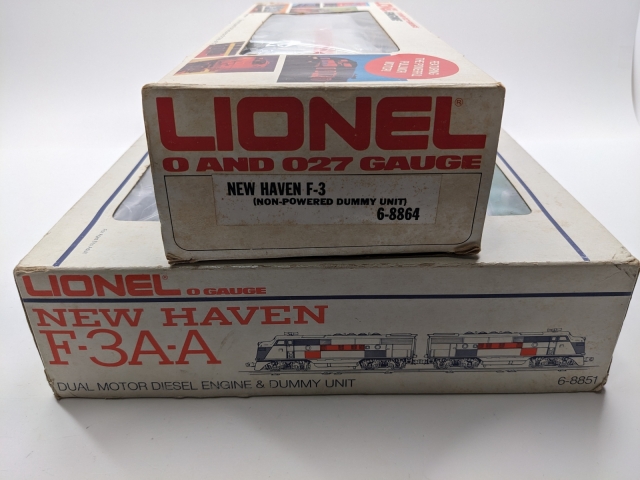 LIONEL®
O AND O27 GAUGE
NEW HAVEN F-3
(NON-POWERED DUMMY UNIT)
6-8864
LIONEL O GAUGE
NEW HAVEN
F-3A-A
DUAL MOTOR DIESEL ENGINE & DUMMY UNIT
6-8851